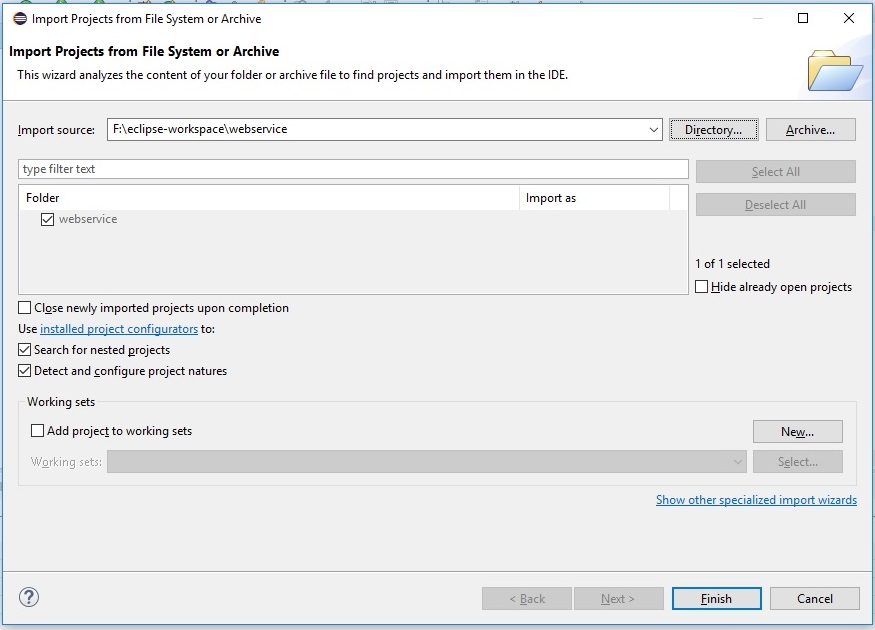 Import Projects from File System or Archive
Import Projects from File System or Archive
This wizard analyzes the content of your folder or archive file to find projects and import them in the IDE.
Import source: F:\eclipse-workspace\webservice Directory... Archive...
type filter text Select All
Folder Import as Deselect All
webservice
1 of 1 selected
Hide already open projects
Close newly imported projects upon completion
Use installed project configurators to:
Search for nested projects
Detect and configure project natures
Working sets
Add project to working sets New...
Working sets: Select...
Show other specialized import wizards
? < Back Next > Finish Cancel